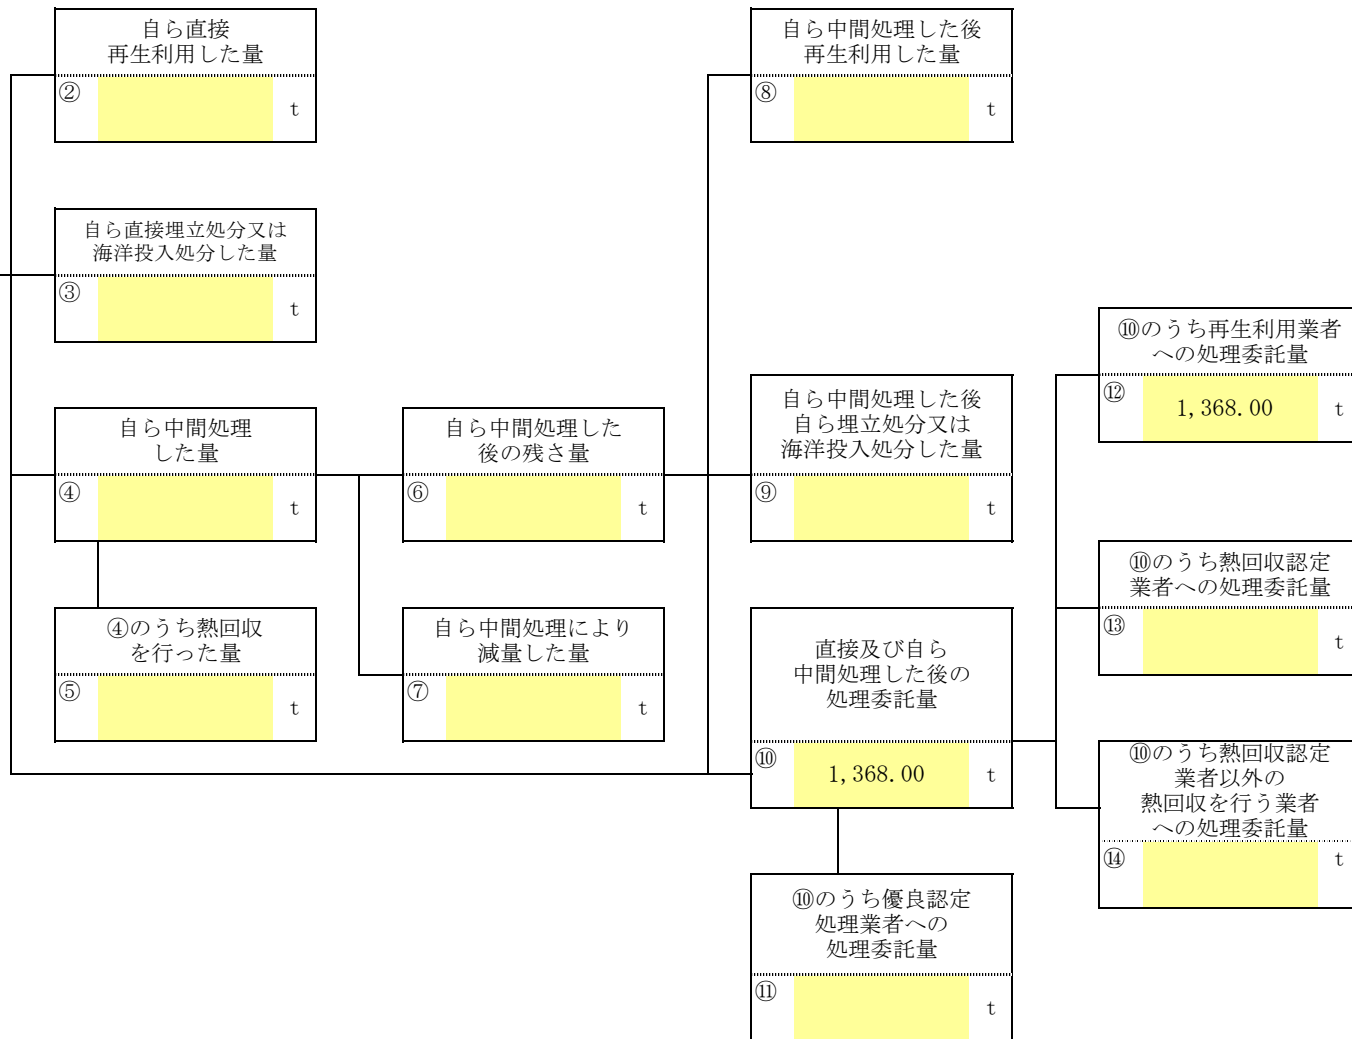 自ら直接
再生利用した量
② t
自ら中間処理した後
再生利用した量
⑧ t
自ら直接埋立処分又は
海洋投入処分した量
③ t
⑩のうち再生利用業者
への処理委託量
⑫ 1,368.00 t
自ら中間処理
した量
④ t
自ら中間処理した
後の残さ量
⑥ t
自ら中間処理した後
自ら埋立処分又は
海洋投入処分した量
⑨ t
⑩のうち熱回収認定
業者への処理委託量
⑬ t
④のうち熱回収
を行った量
⑤ t
自ら中間処理により
減量した量
⑦ t
直接及び自ら
中間処理した後の
処理委託量
⑩ 1,368.00 t
⑩のうち熱回収認定
業者以外の
熱回収を行う業者
への処理委託量
⑭ t
⑩のうち優良認定
処理業者への
処理委託量
⑪ t